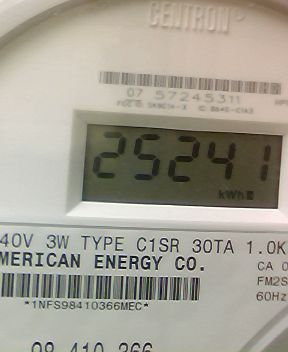 CENTRON®
07 57245311
25241
kWh
40V 3W TYPE C1SR 30TA 1.0K
MERICAN ENERGY CO.
CA 0
FM2S
*1NFS98410366MEC*
60Hz
98 410 366